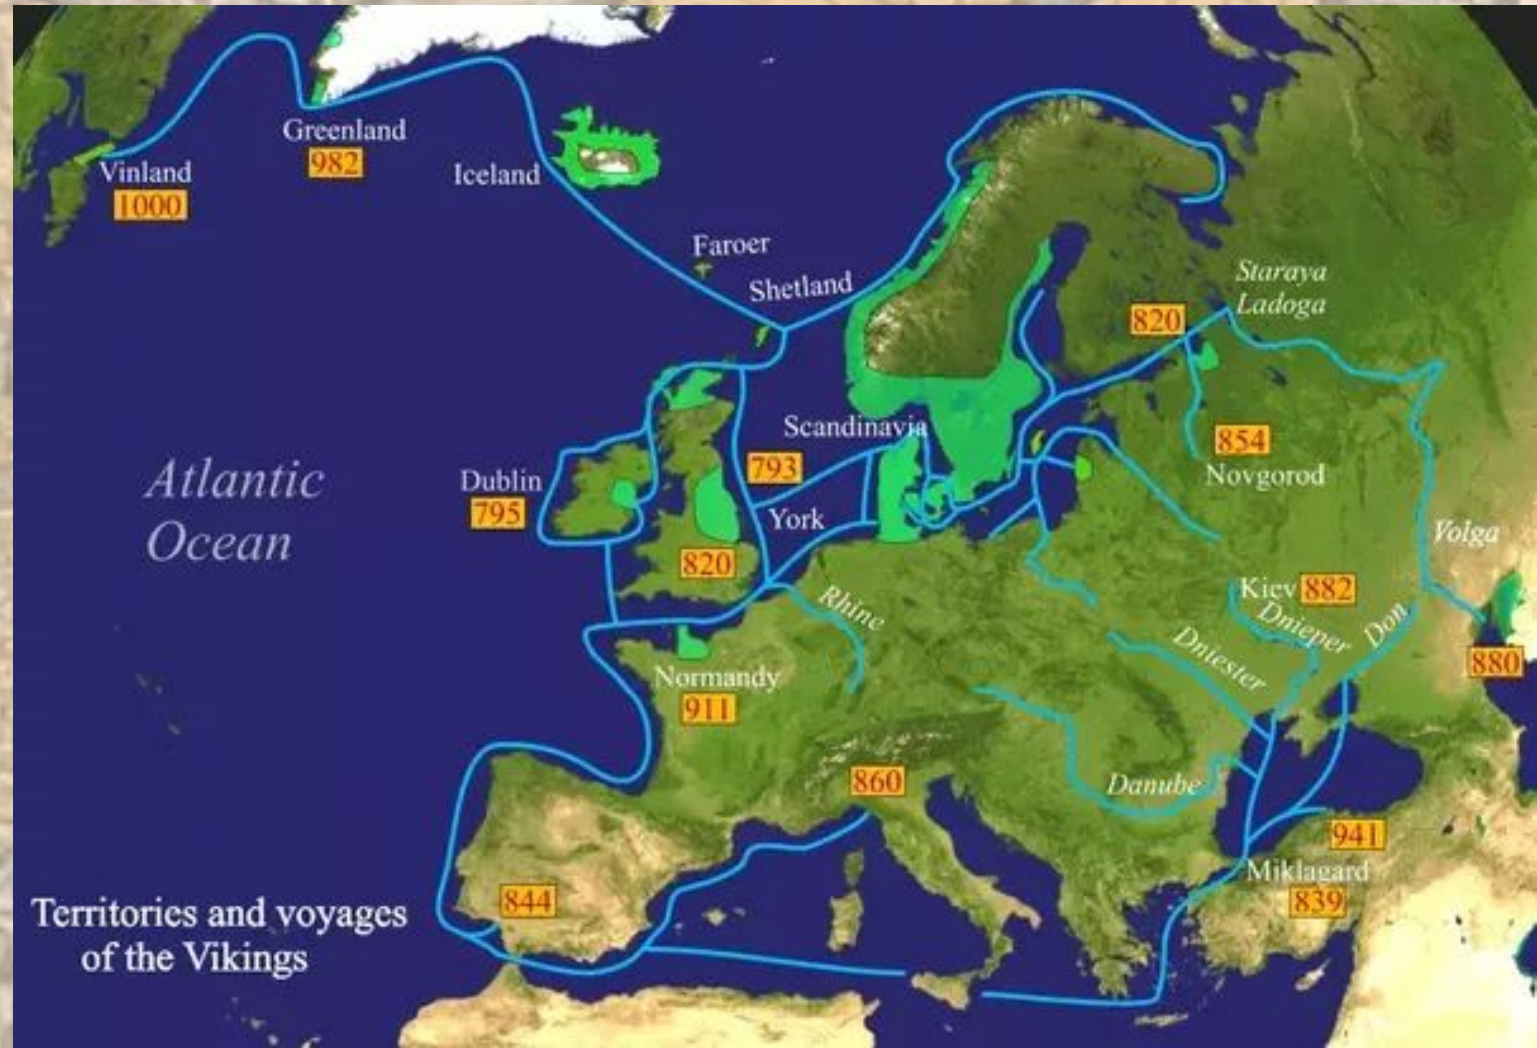 Greenland
982
Vinland
1000
Iceland
Faroer
Shetland
Staraya
Ladoga
820
Scandinavia
793
854
Novgorod
Dublin
795
York
Atlantic
Ocean
820
Volga
Kiev 882
Rhine
Dnieper
Don
Dniester
880
Normandy
911
860
Danube
941
Miklagard
839
844
Territories and voyages
of the Vikings